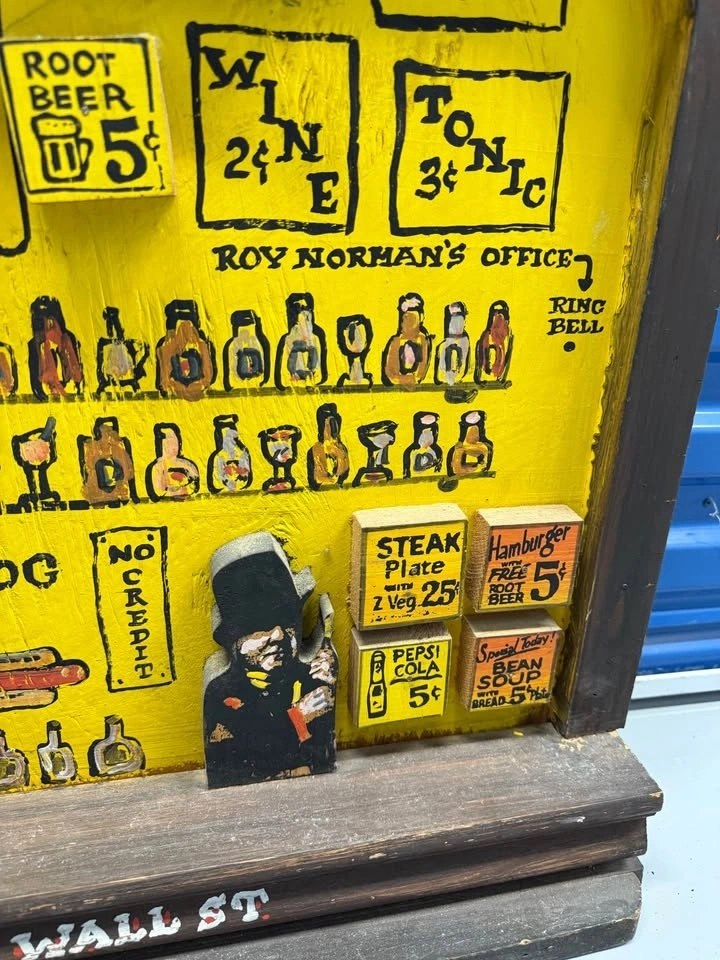 ROOT
BEER
5¢
WINE
2¢
TONIC
3¢
ROY NORMAN'S OFFICE
RING
BELL
OG
NO
CREDIT
STEAK
Plate
WITH
2 Veg. 25¢
Hamburger
WITH
FREE
ROOT
BEER
5¢
PEPSI
COLA
5¢
Special Today!
BEAN
SOUP
WITH
BREAD 5¢ Plate
WALL ST.